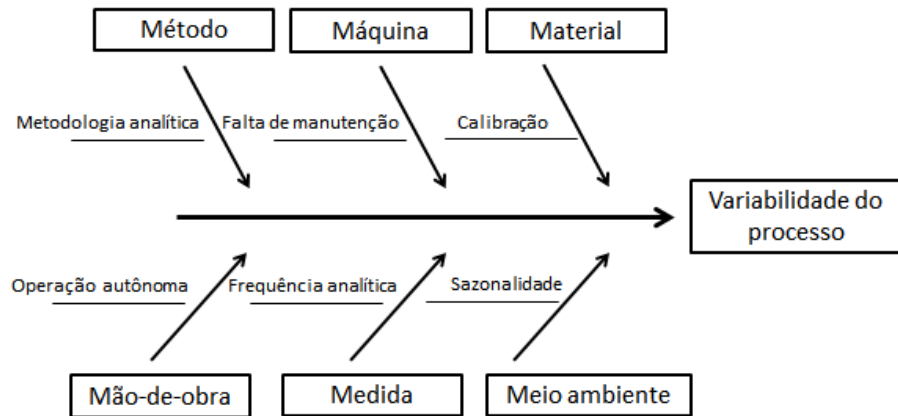 Método
Máquina
Material
Metodologia analítica
Falta de manutenção
Calibração
Variabilidade do
processo
Operação autônoma
Frequência analítica
Sazonalidade
Mão-de-obra
Medida
Meio ambiente